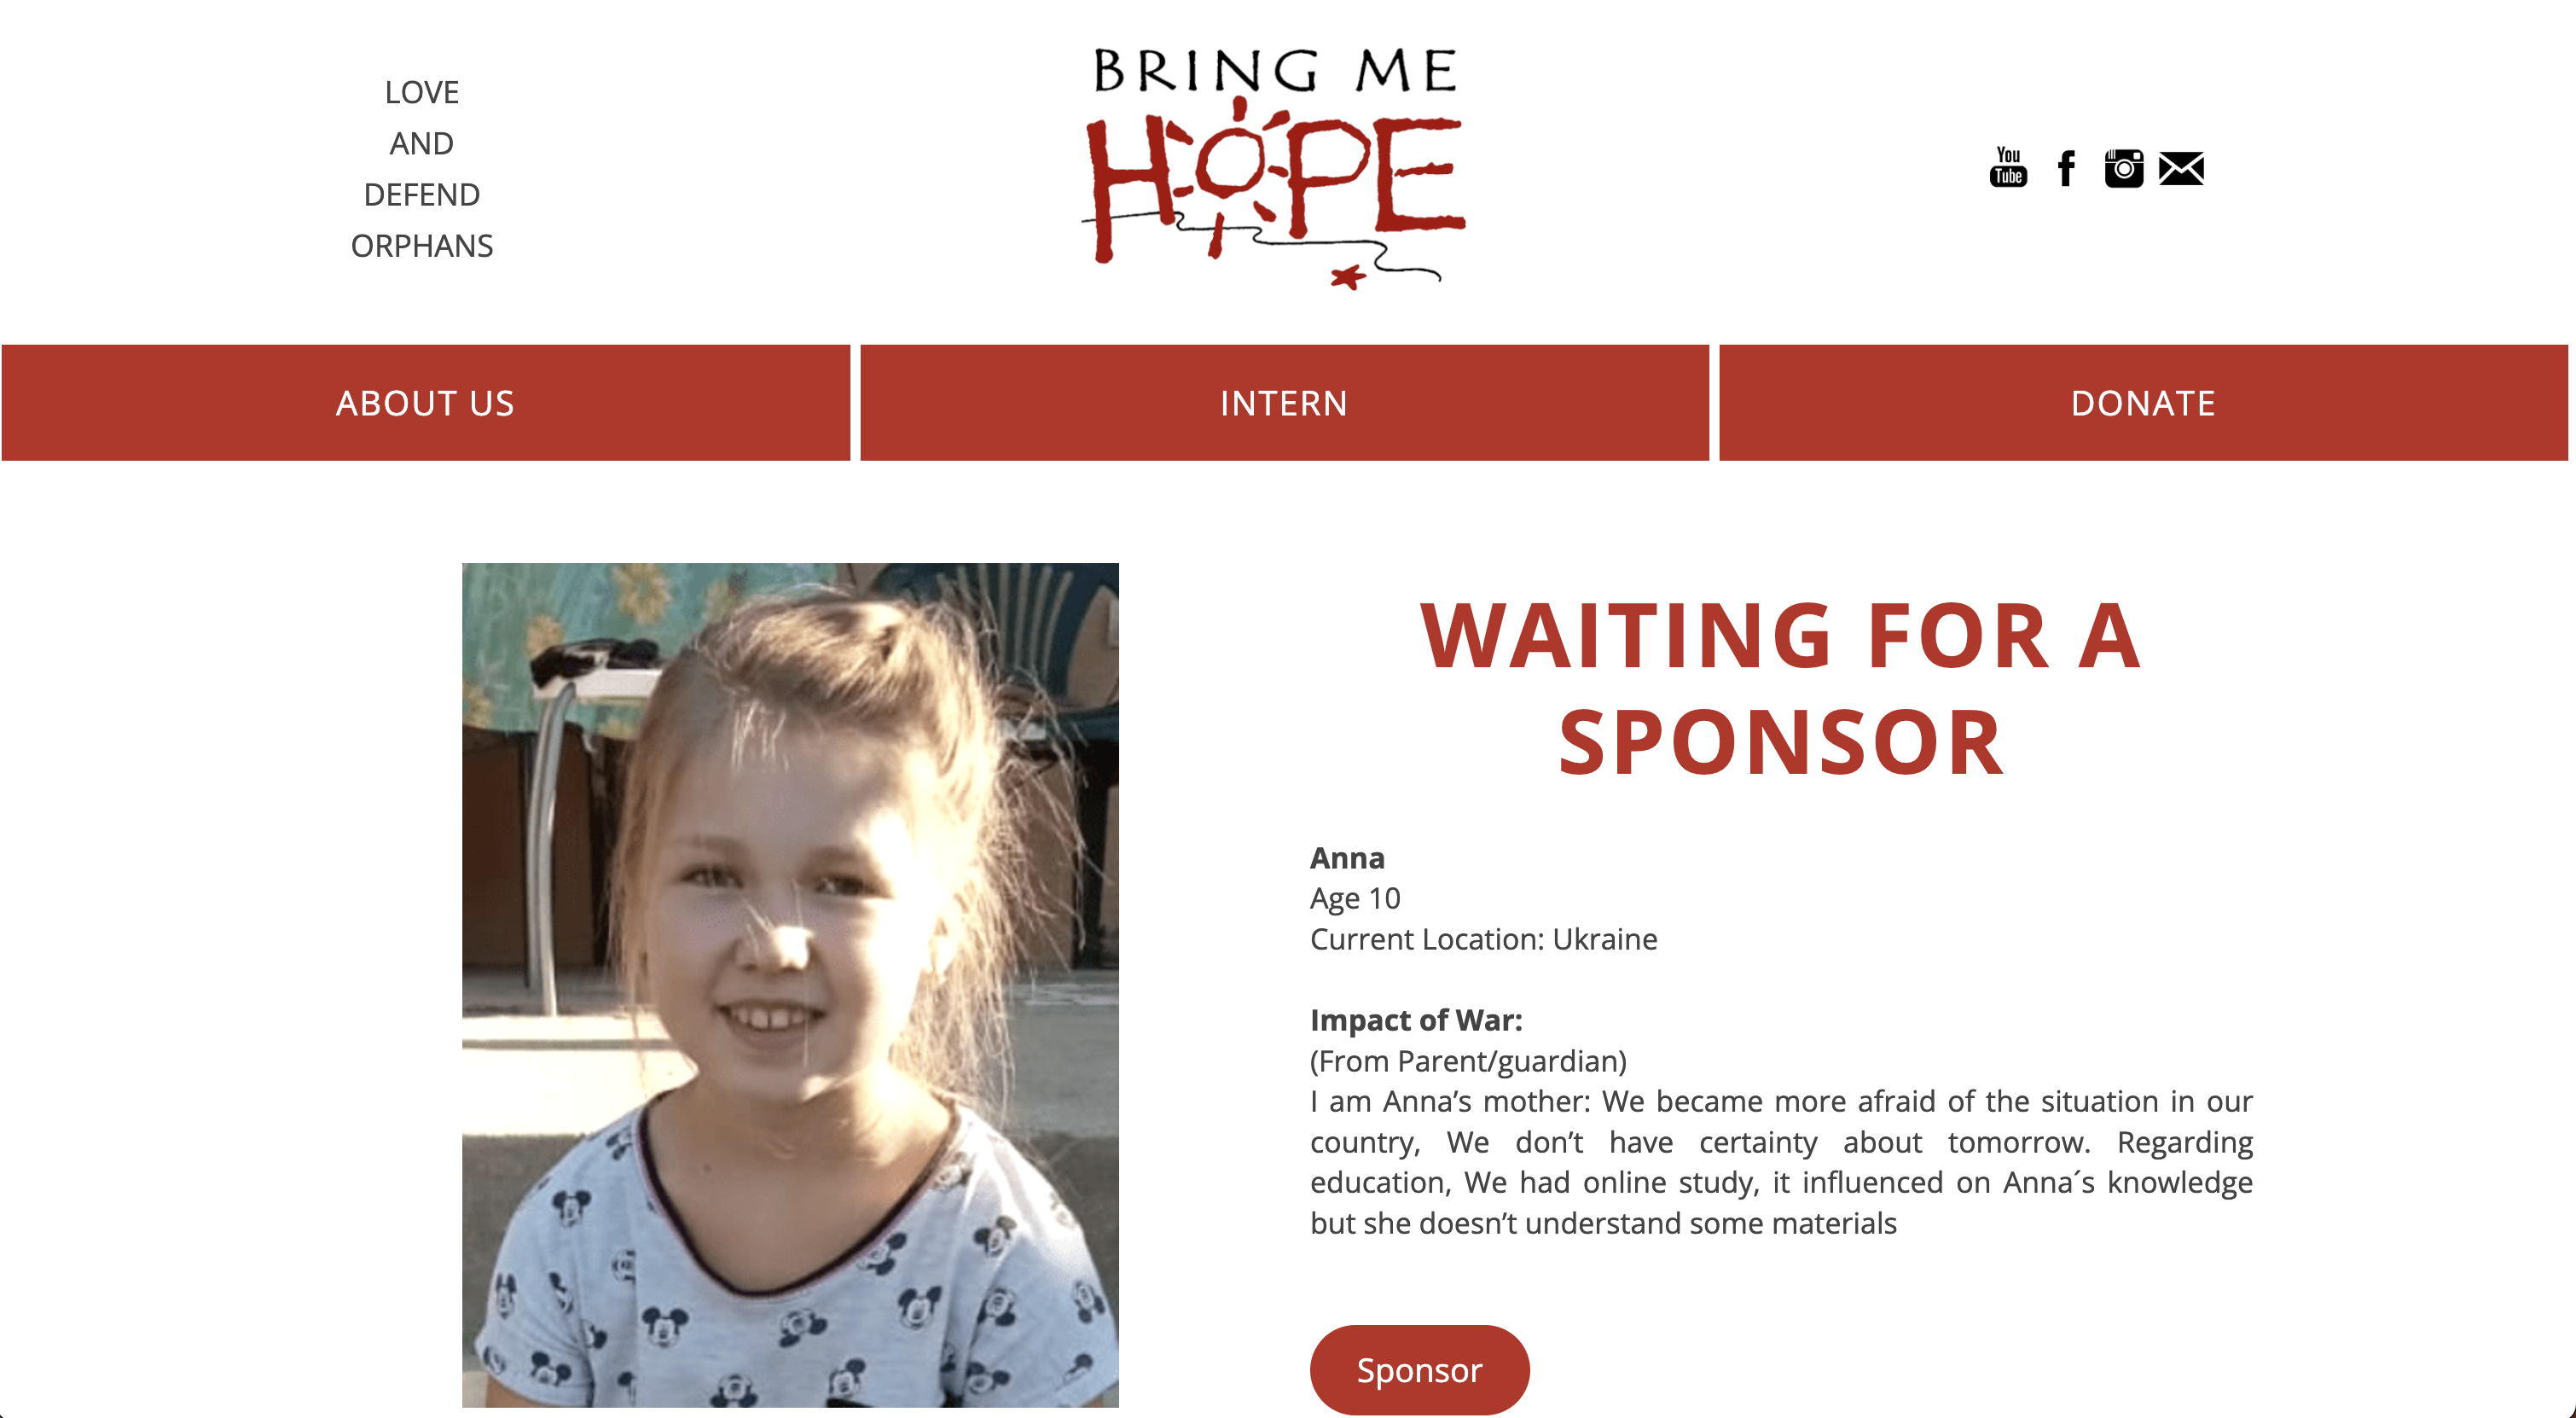 LOVE
AND
DEFEND
ORPHANS
BRING ME
HOPE
You
Tube
f
ABOUT US
INTERN
DONATE
WAITING FOR A
SPONSOR
Anna
Age 10
Current Location: Ukraine
Impact of War:
(From Parent/guardian)
I am Anna’s mother: We became more afraid of the situation in our
country, We don’t have certainty about tomorrow. Regarding
education, We had online study, it influenced on Anna´s knowledge
but she doesn’t understand some materials
Sponsor